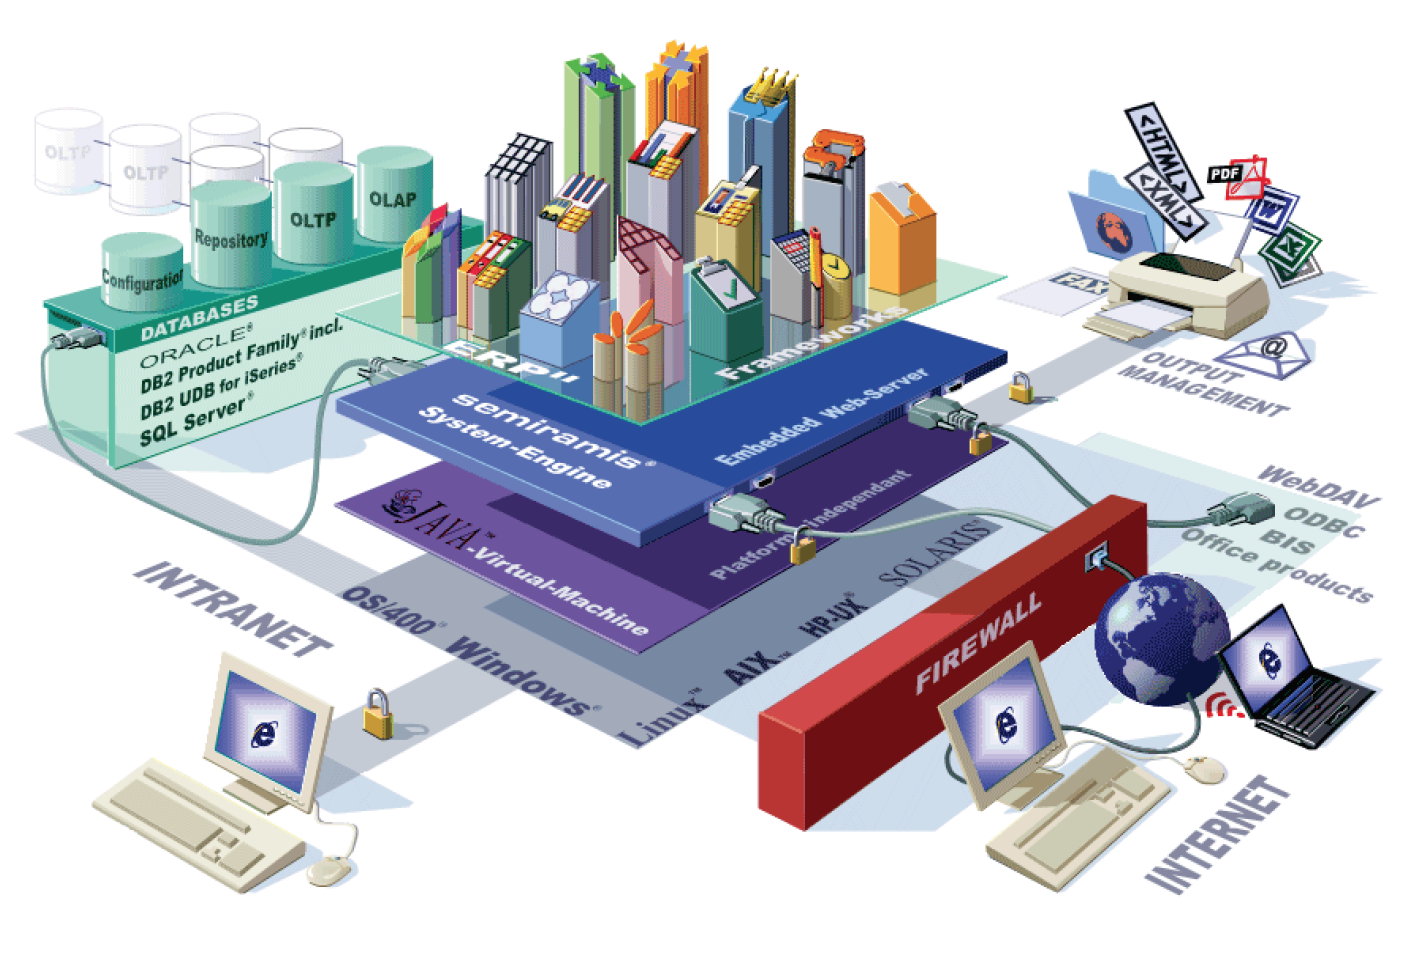 OLTP
OLTP
Configuration
Repository
OLTP
OLAP
DATABASES
ORACLE®
DB2 Product Family® incl.
DB2 UDB for iSeries®
SQL Server®
ERP"
Frameworks
semiramis®
System-Engine
Embedded Web-Server
JAVA™
-Virtual-Machine
Platform-independant
OS/400®
Windows®
Linux™
AIX™
HP-UX®
SOLARIS™
<HTML>
<XML>
PDF
W
X
FAX
@
OUTPUT
MANAGEMENT
WebDAV
ODBC
BIS
Office products
INTRANET
FIREWALL
INTERNET
e
e
e